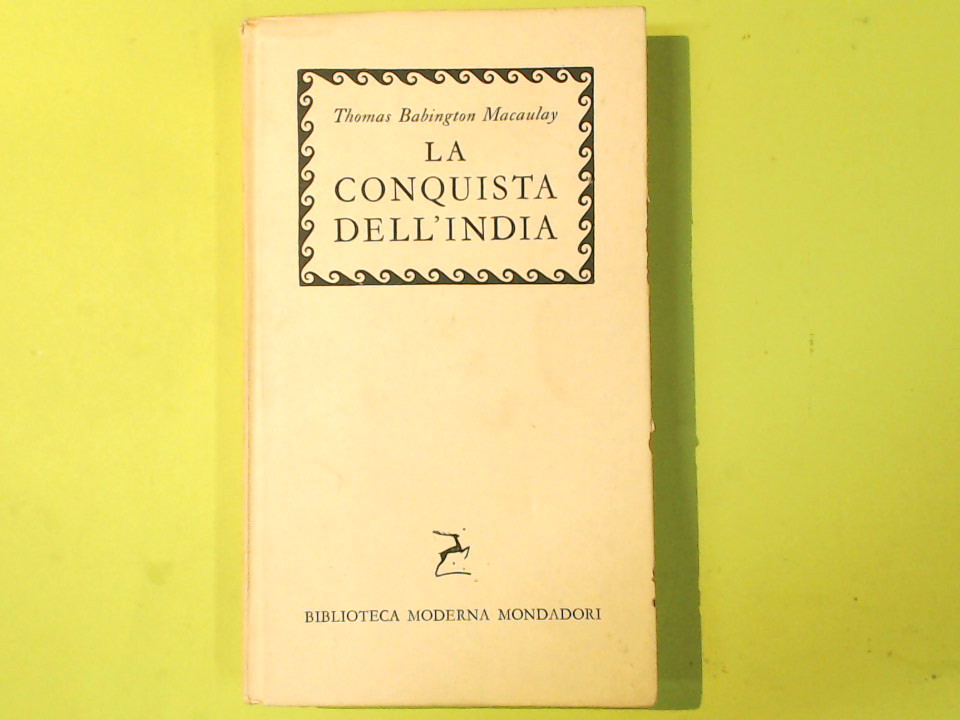 Thomas Babington Macaulay
LA
CONQUISTA
DELL'INDIA
BIBLIOTECA MODERNA MONDADORI